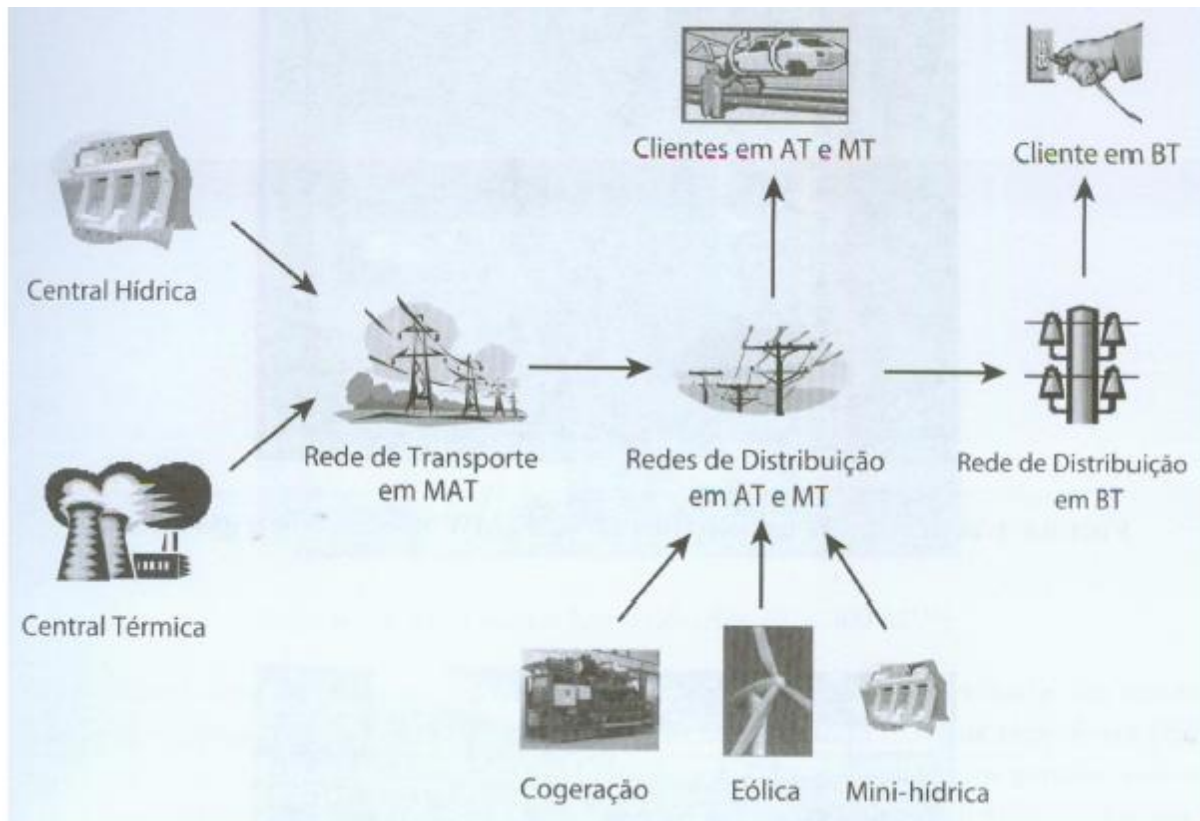 Clientes em AT e MT
Cliente em BT
Central Hídrica
Rede de Transporte
em MAT
Redes de Distribuição
em AT e MT
Rede de Distribuição
em BT
Central Térmica
Cogeração
Eólica
Mini-hídrica